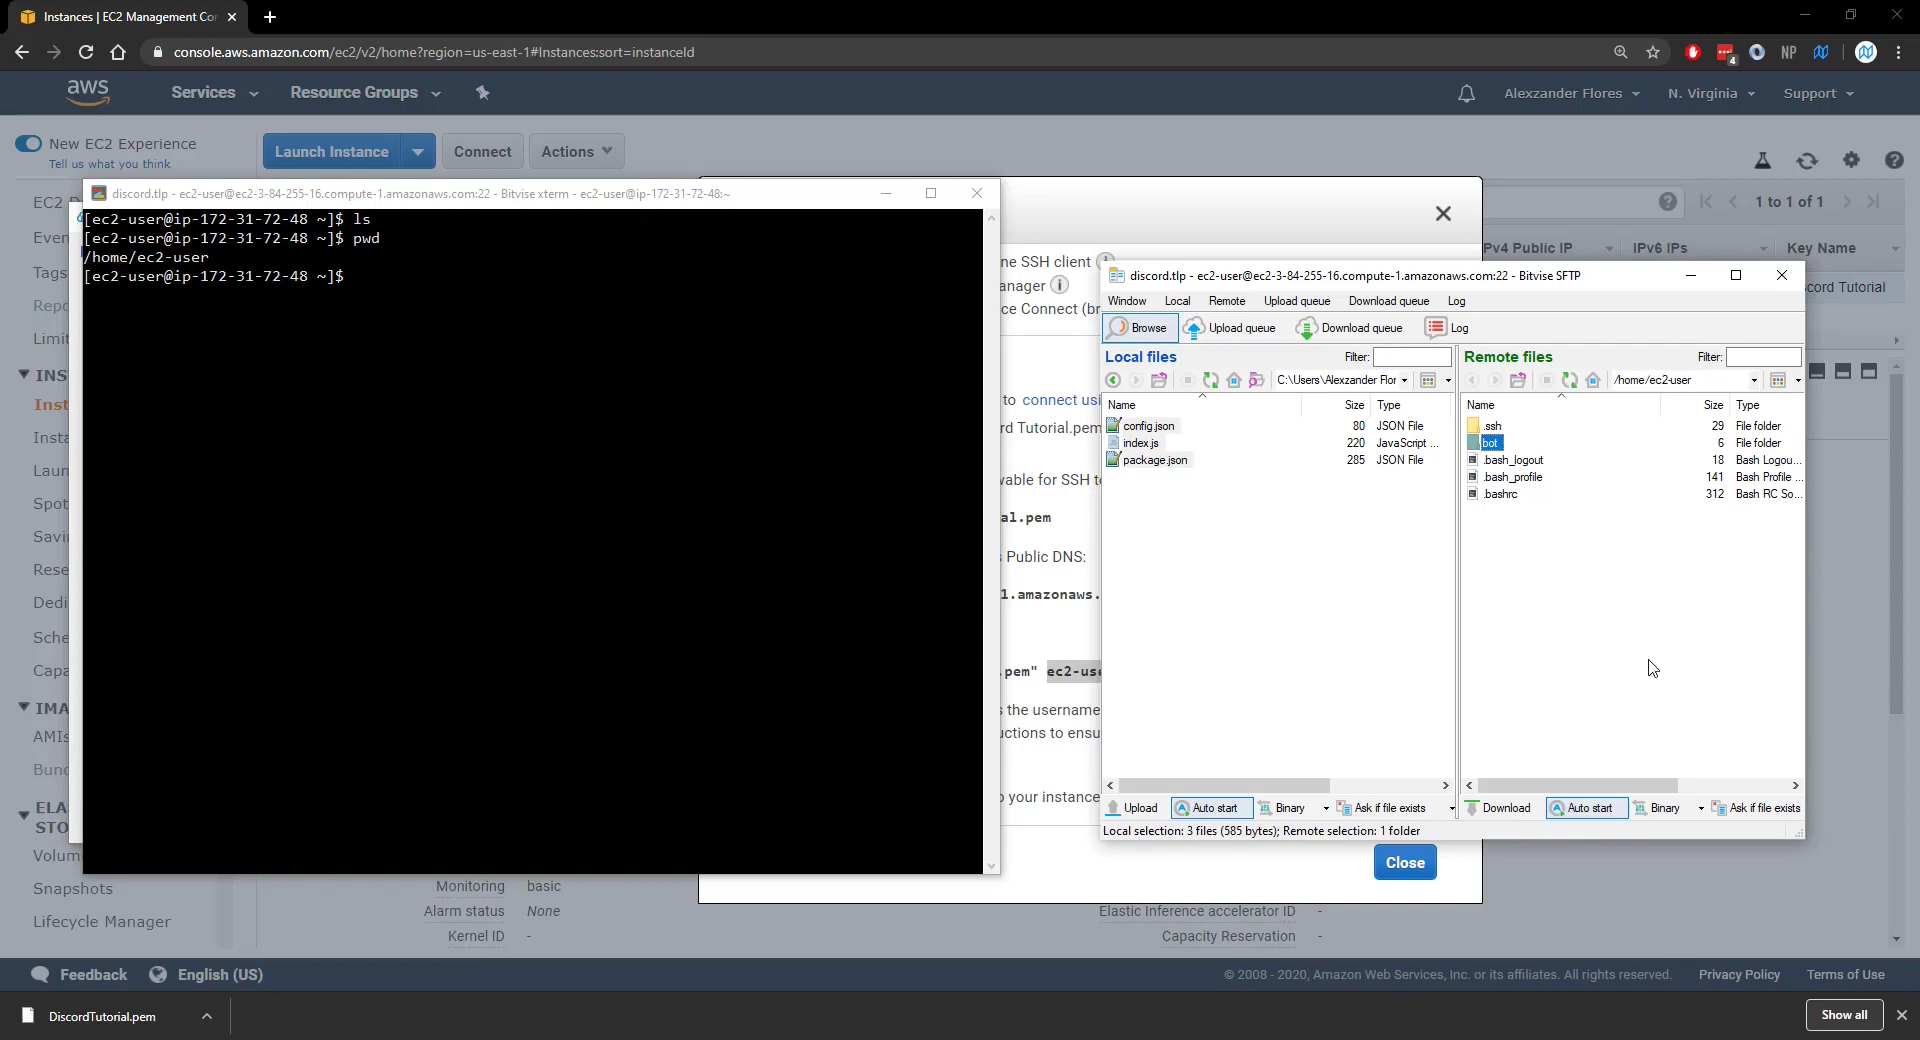 Instances | EC2 Management Co
console.aws.amazon.com/ec2/v2/home?region=us-east-1#Instances:sort=instanceId
4
NP
aws
Services
Resource Groups
Alexzander Flores
N. Virginia
Support
New EC2 Experience
Tell us what you think
Launch Instance
Connect
Actions
EC2 D
Even
Tags
Repo
Limit
INS
Inst
Insta
Laun
Spot
Savi
Rese
Dedi
Sche
Capa
IMA
AMIs
Bund
ELA
STO
Volum
Snapshots
Lifecycle Manager
discord.tlp - ec2-user@ec2-3-84-255-16.compute-1.amazonaws.com:22 - Bitvise xterm - ec2-user@ip-172-31-72-48:~
[ec2-user@ip-172-31-72-48 ~]$ ls
[ec2-user@ip-172-31-72-48 ~]$ pwd
/home/ec2-user
[ec2-user@ip-172-31-72-48 ~]$
1 to 1 of 1
IPv4 Public IP
IPv6 IPs
Key Name
cord Tutorial
ne SSH client
anager
ce Connect (br
to connect usi
rd Tutorial.pem
vable for SSH t
al.pem
s Public DNS:
1.amazonaws.
.pem" ec2-use
s the username
uctions to ensu
o your instance
Close
discord.tlp - ec2-user@ec2-3-84-255-16.compute-1.amazonaws.com:22 - Bitvise SFTP
Window Local Remote Upload queue Download queue Log
Browse Upload queue Download queue Log
Local files Filter:
C:\Users\Alexzander Flor
Name Size Type
config.json 80 JSON File
index.js 220 JavaScript ...
package.json 285 JSON File
Upload Auto start Binary Ask if file exists
Remote files Filter:
/home/ec2-user
Name Size Type
.ssh 29 File folder
bot 6 File folder
.bash_logout 18 Bash Logou...
.bash_profile 141 Bash Profile ...
.bashrc 312 Bash RC So...
Download Auto start Binary Ask if file exists
Local selection: 3 files (585 bytes); Remote selection: 1 folder
Monitoring basic
Alarm status None
Kernel ID -
Elastic Inference accelerator ID -
Capacity Reservation -
Feedback
English (US)
© 2008 - 2020, Amazon Web Services, Inc. or its affiliates. All rights reserved.
Privacy Policy
Terms of Use
DiscordTutorial.pem
Show all